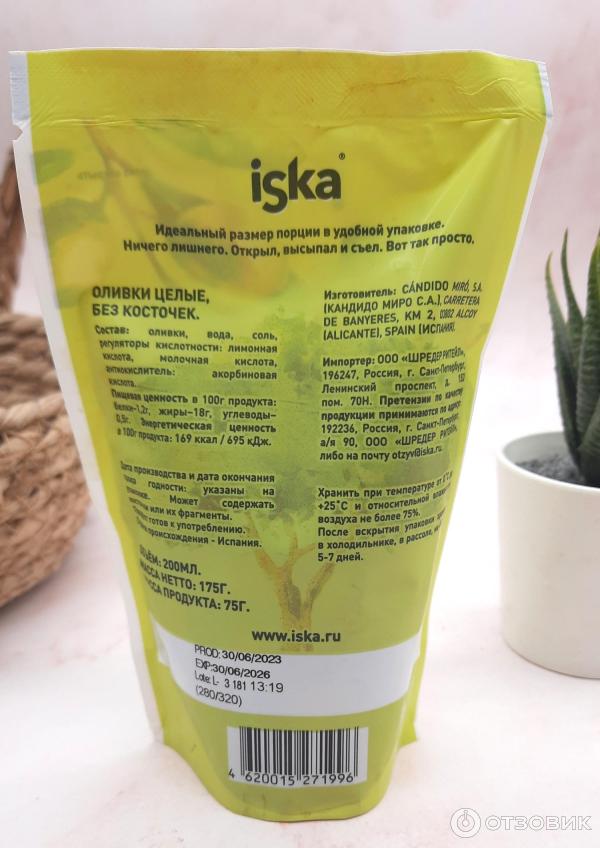 iska®
Идеальный размер порции в удобной упаковке.
Ничего лишнего. Открыл, высыпал и съел. Вот так просто.
ОЛИВКИ ЦЕЛЫЕ,
БЕЗ КОСТОЧЕК.
Состав: оливки, вода, соль,
регуляторы кислотности: лимонная
кислота, молочная кислота,
антиокислитель: акорбиновая
кислота.
Пищевая ценность в 100г продукта:
белки-1,2г, жиры-18г, углеводы-
0,5г. Энергетическая ценность
в 100г продукта: 169 ккал / 695 кДж.
Дата производства и дата окончания
срока годности: указаны на
упаковке. Может содержать
косточки или их фрагменты.
готов к употреблению.
происхождения - Испания.
ОБЪЁМ: 200МЛ.
МАССА НЕТТО: 175Г.
МАССА ПРОДУКТА: 75Г.
Изготовитель: CÁNDIDO MIRÓ, S.A.
(КАНДИДО МИРО С.А.), CARRETERA
DE BANYERES, KM 2, 03802 ALCOY
(ALICANTE), SPAIN (ИСПАНИЯ).
Импортер: ООО «ШРЕДЕР РИТЕЙЛ»,
196247, Россия, г. Санкт-Петербург,
Ленинский проспект, д. 153
пом. 70Н. Претензии по качеству
продукции принимаются по адресу:
192236, Россия, г. Санкт-Петербург,
а/я 90, ООО «ШРЕДЕР РИТЕЙЛ»,
либо на почту otzyv@iska.ru.
Хранить при температуре от
+25°С и относительной
воздуха не более 75%.
После вскрытия упаковки
в холодильнике, в рассоле,
5-7 дней.
www.iska.ru
PROD: 30/06/2023
EXP:30/06/2026
Lote: L- 3 181 13:19
(280/320)
4 620015 271996
ОТЗОВИК